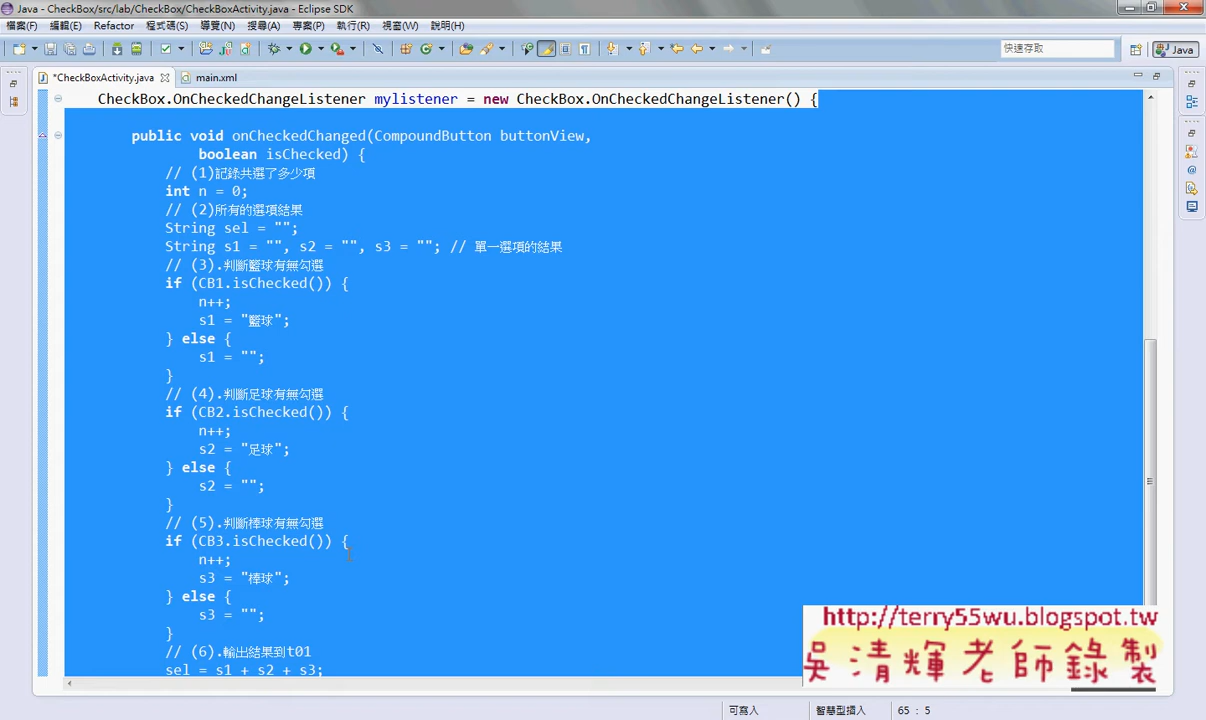 Java - CheckBox/src/lab/CheckBox/CheckBoxActivity.java - Eclipse SDK
檔案(F) 編輯(E) Refactor 程式碼(S) 導覽(N) 搜尋(A) 專案(P) 執行(R) 視窗(W) 說明(H)
快速存取
Java
*CheckBoxActivity.java main.xml
CheckBox.OnCheckedChangeListener mylistener = new CheckBox.OnCheckedChangeListener() {
public void onCheckedChanged(CompoundButton buttonView,
boolean isChecked) {
// (1)記錄共選了多少項
int n = 0;
// (2)所有的選項結果
String sel = "";
String s1 = "", s2 = "", s3 = ""; // 單一選項的結果
// (3).判斷籃球有無勾選
if (CB1.isChecked()) {
n++;
s1 = "籃球";
} else {
s1 = "";
}
// (4).判斷足球有無勾選
if (CB2.isChecked()) {
n++;
s2 = "足球";
} else {
s2 = "";
}
// (5).判斷棒球有無勾選
if (CB3.isChecked()) {
n++;
s3 = "棒球";
} else {
s3 = "";
}
// (6).輸出結果到t01
sel = s1 + s2 + s3;
http://terry55wu.blogspot.tw
吳清輝老師錄製
可寫入 智慧型插入 65 : 5